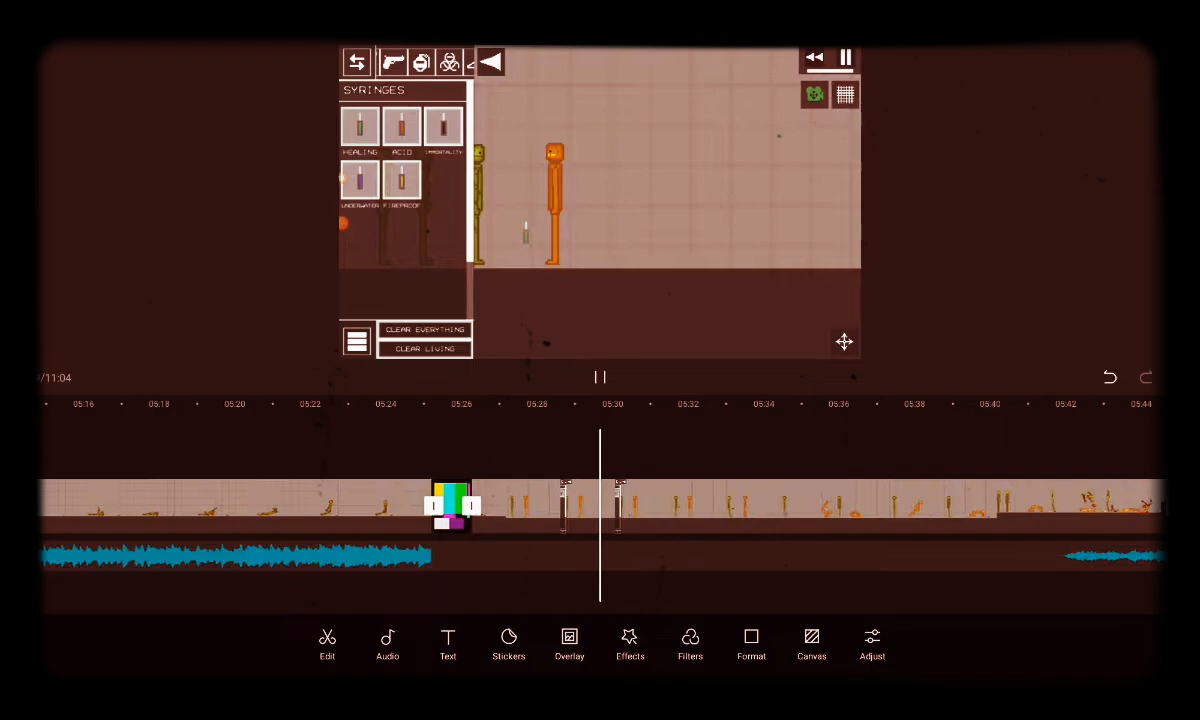 SYRINGES
HEALING ACID IMMORTALITY
UNDERWATER FIREPROOF
CLEAR EVERYTHING
CLEAR LIVING
/11:04
05:16 05:18 05:20 05:22 05:24 05:26 05:28 05:30 05:32 05:34 05:36 05:38 05:40 05:42 05:44
Edit Audio Text Stickers Overlay Effects Filters Format Canvas Adjust